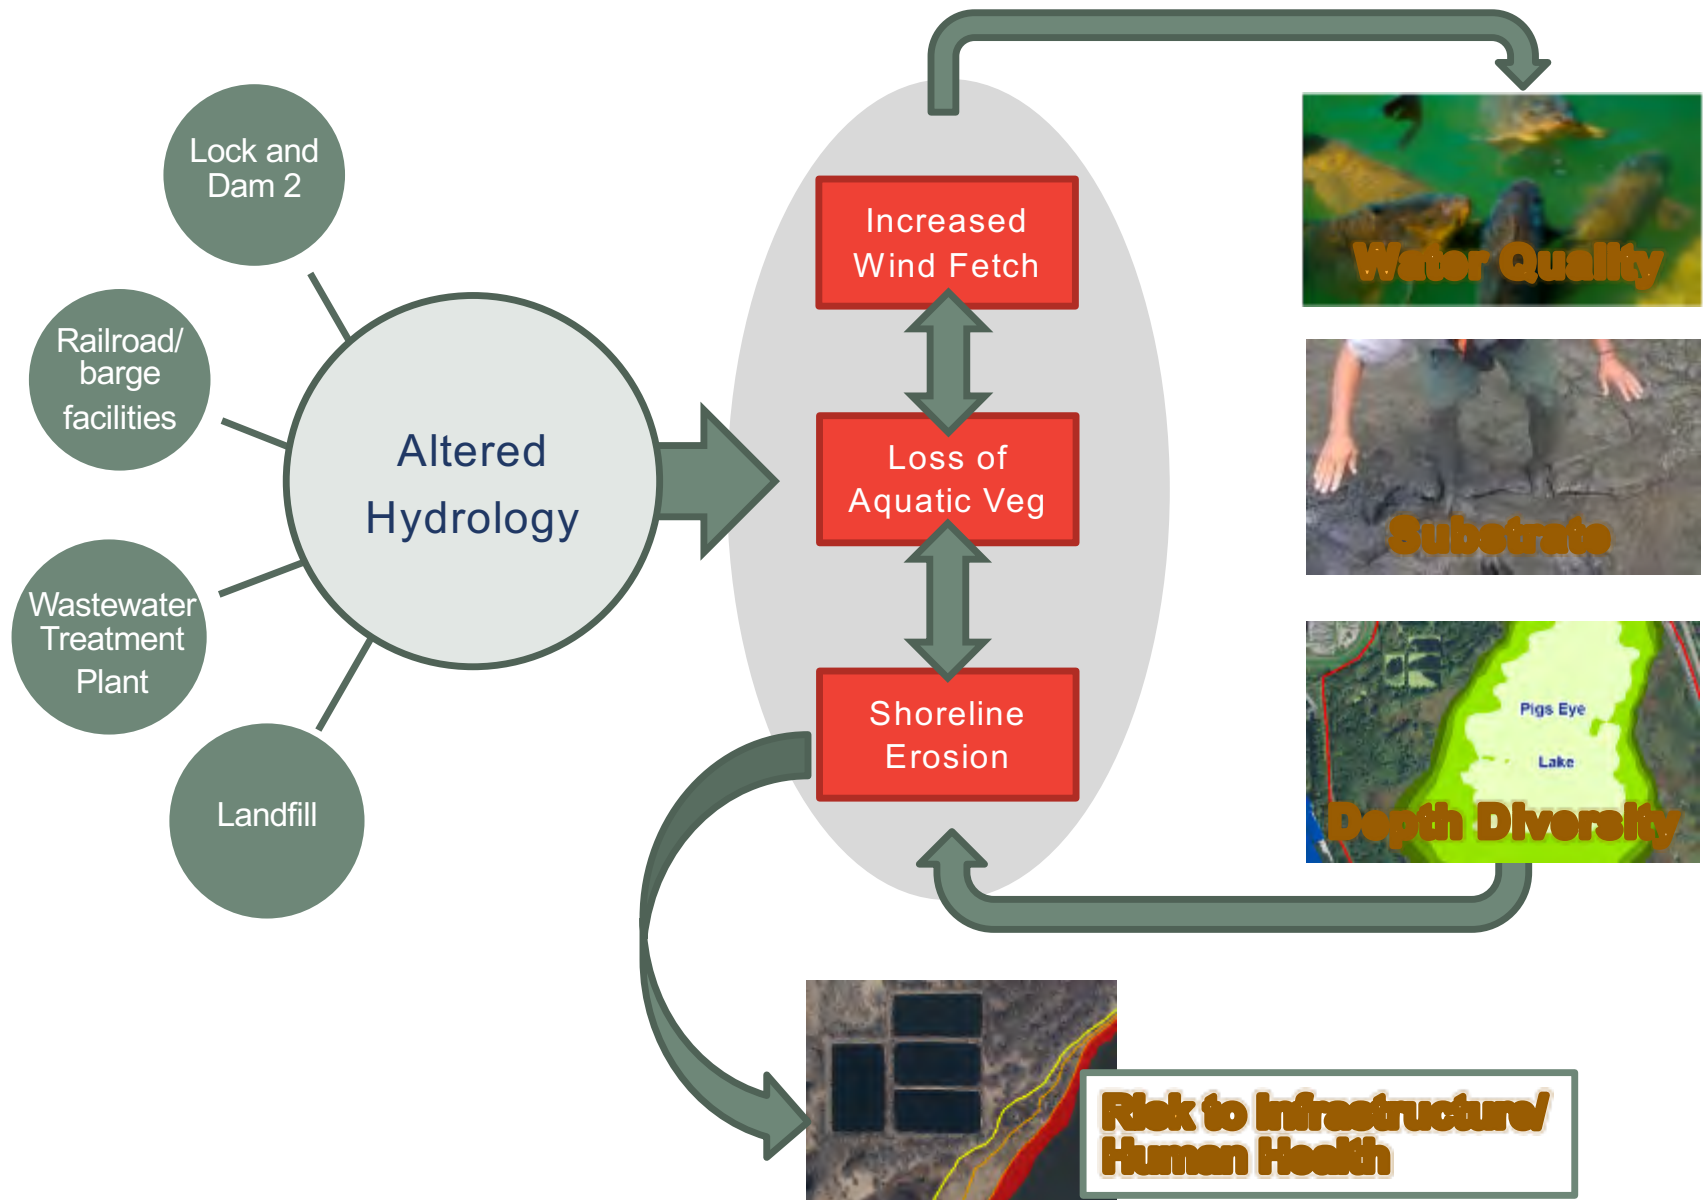 Lock and
Dam 2
Railroad/
barge
facilities
Wastewater
Treatment
Plant
Landfill
Altered
Hydrology
Increased
Wind Fetch
Loss of
Aquatic Veg
Shoreline
Erosion
Water Quality
Substrate
Pigs Eye
Lake
Depth Diversity
Risk to Infrastructure/
Human Health